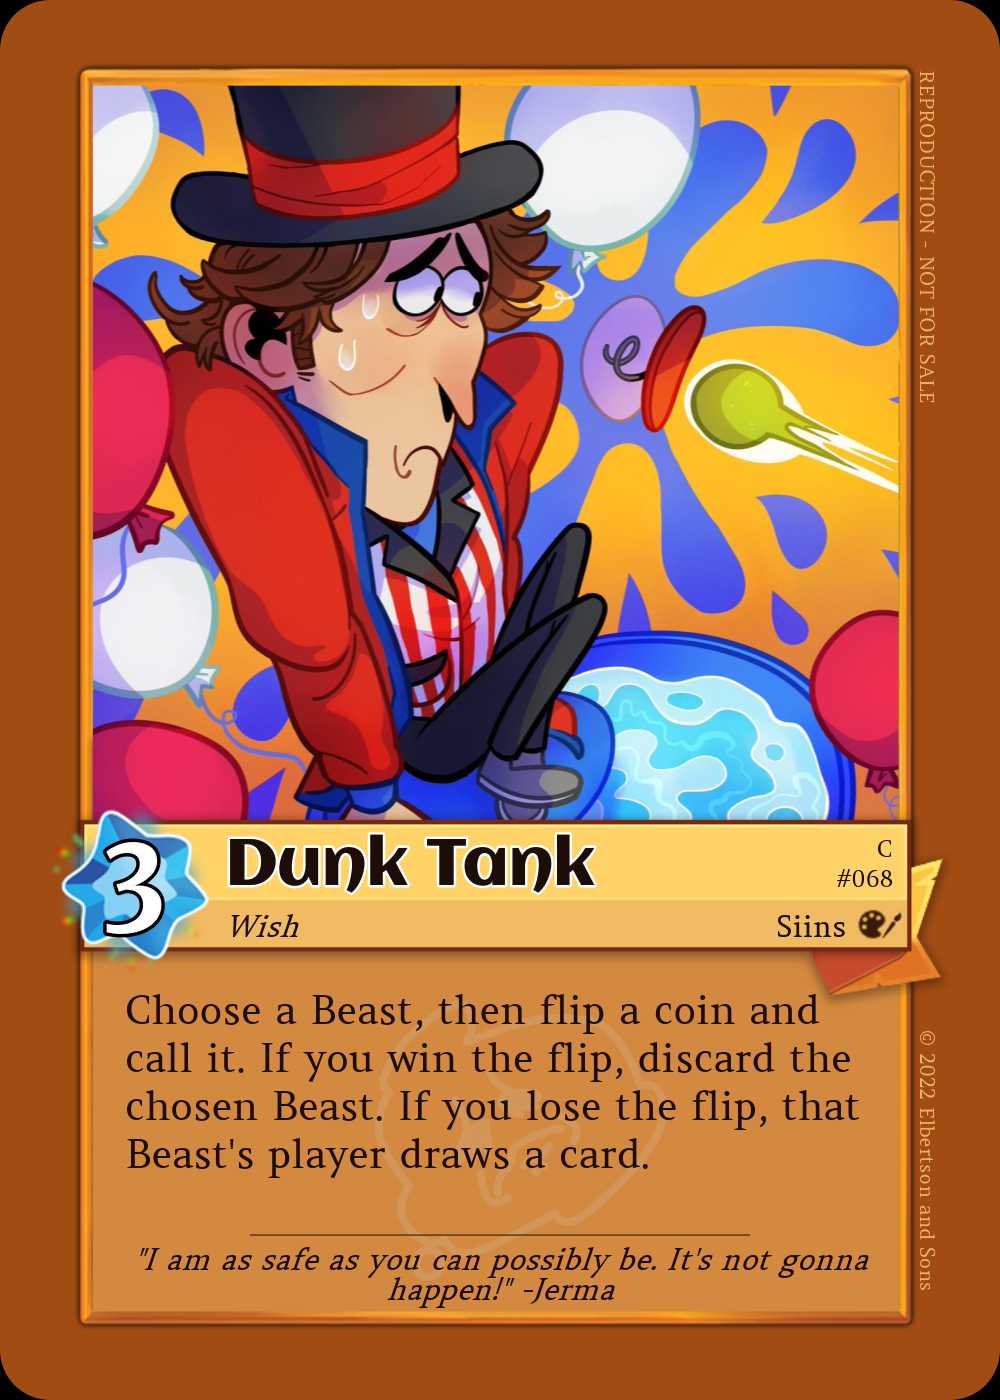 REPRODUCTION - NOT FOR SALE
3
Dunk Tank
C
#068
Wish
Siins
Choose a Beast, then flip a coin and
call it. If you win the flip, discard the
chosen Beast. If you lose the flip, that
Beast's player draws a card.
"I am as safe as you can possibly be. It's not gonna
happen!" -Jerma
© 2022 Elbertson and Sons